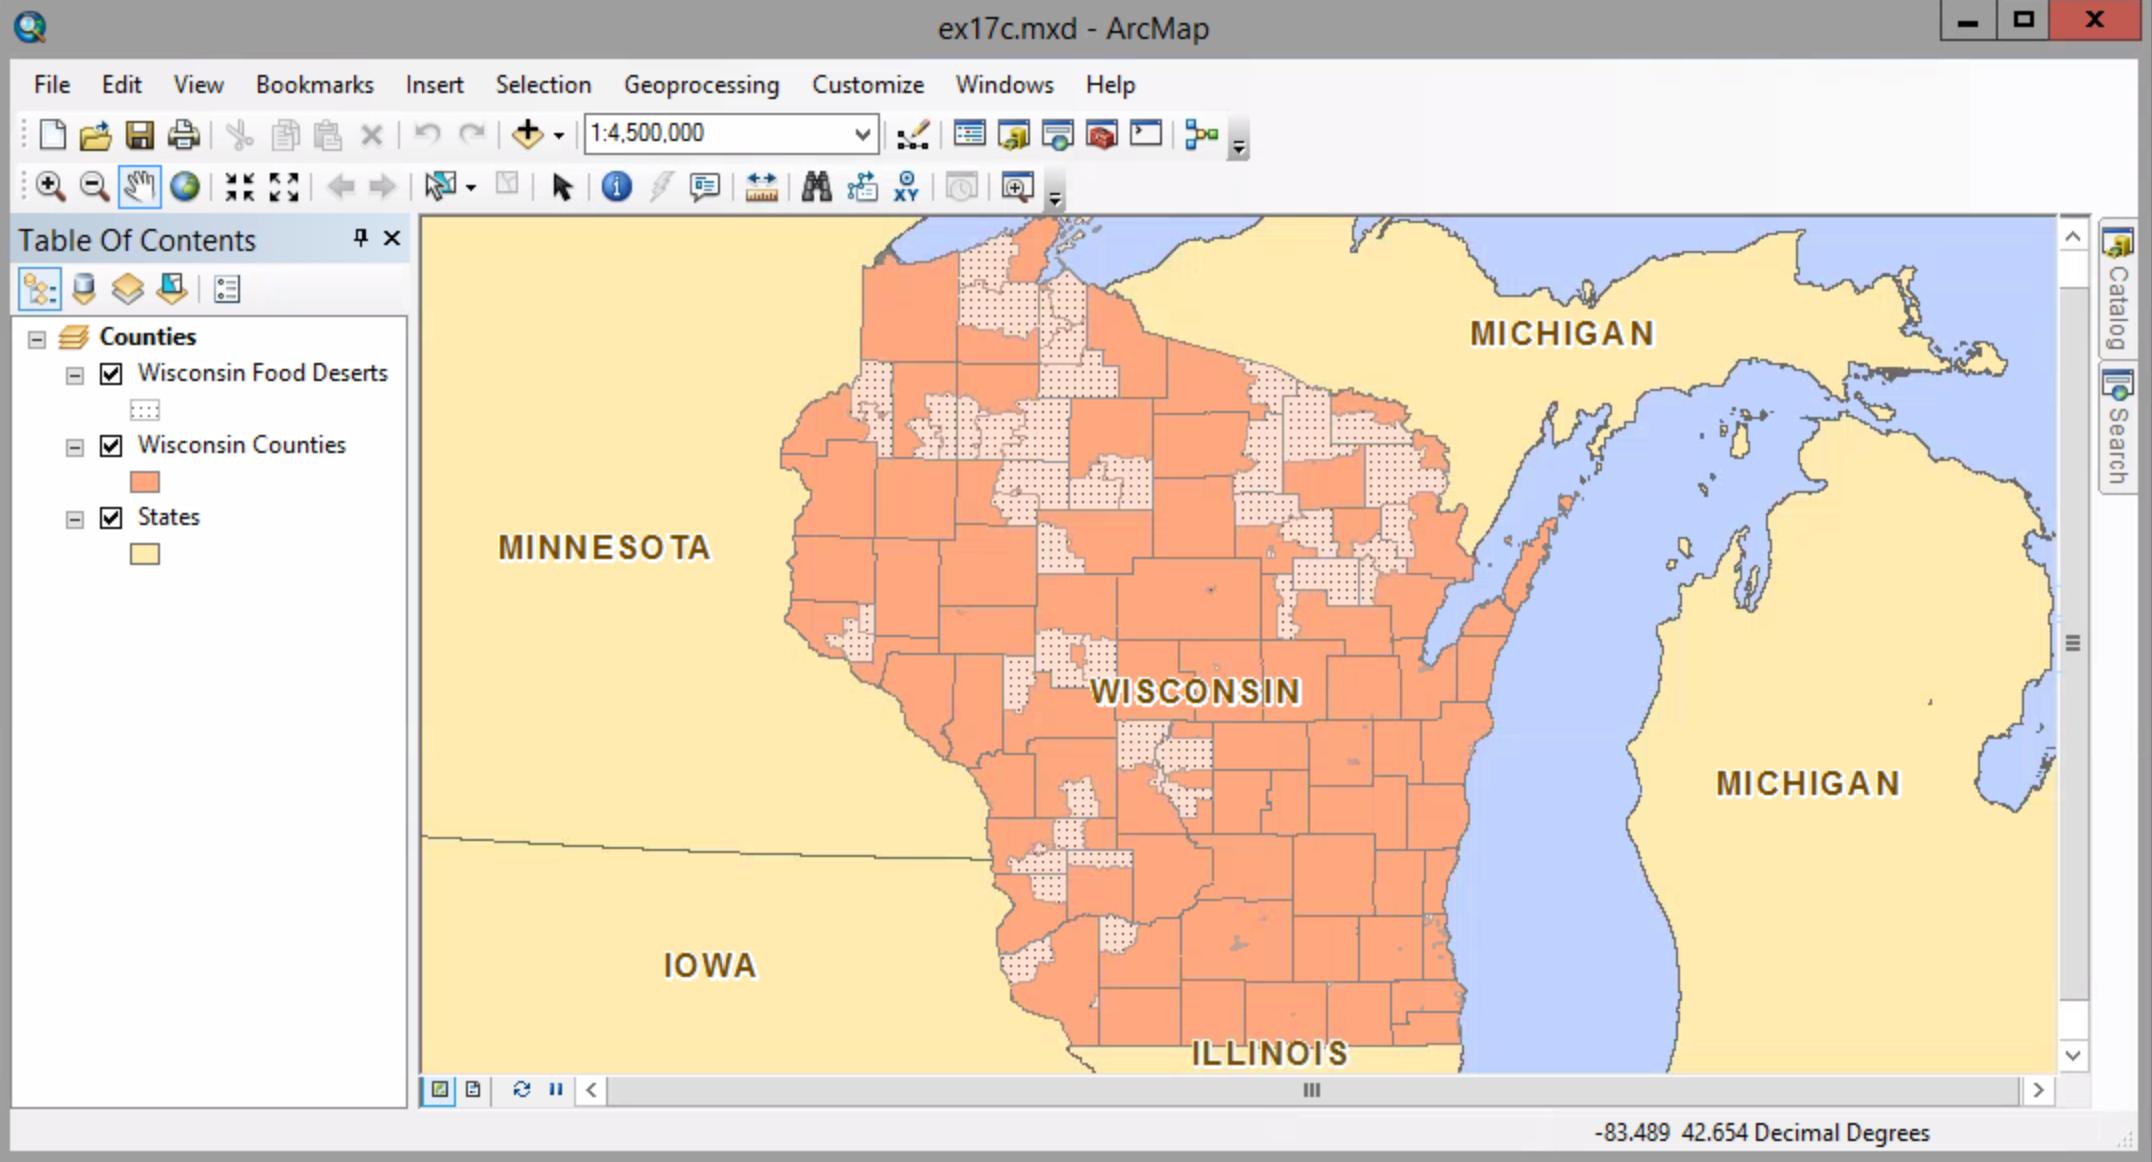 ex17c.mxd - ArcMap
File Edit View Bookmarks Insert Selection Geoprocessing Customize Windows Help
1:4,500,000
XY
Table Of Contents
Counties
Wisconsin Food Deserts
Wisconsin Counties
States
MICHIGAN
MINNESOTA
WISCONSIN
MICHIGAN
IOWA
ILLINOIS
Catalog
Search
-83.489 42.654 Decimal Degrees